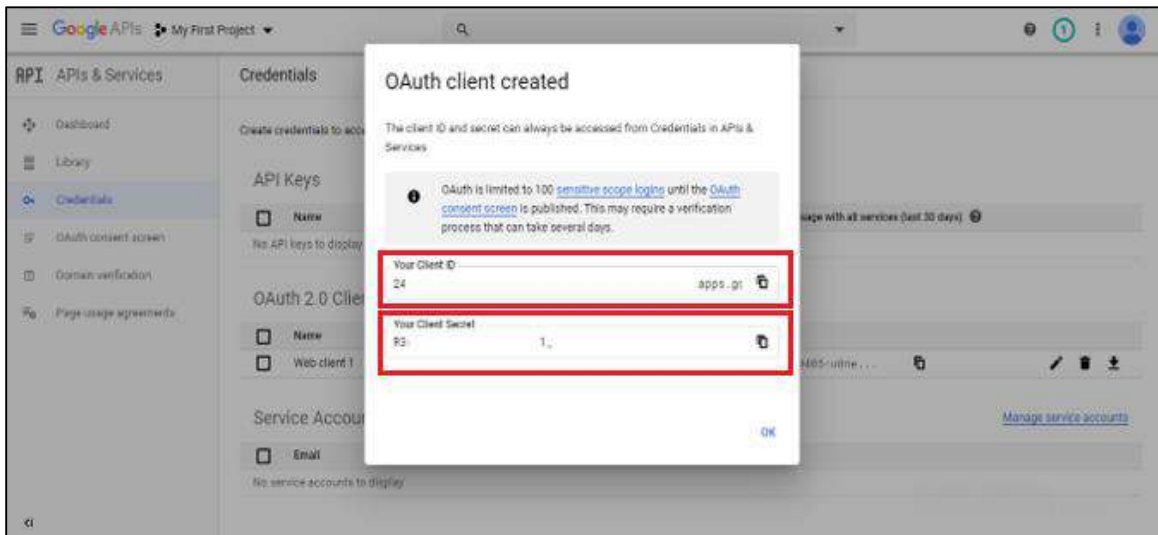 Google APIs My First Project
1
API APIs & Services
Credentials
Dashboard
Library
Credentials
OAuth consent screen
Domain verification
Page usage agreements
Create credentials to acc
API Keys
Name
sage with all services (last 30 days)
No API keys to display
OAuth 2.0 Clie
Name
Web client 1
Service Accou
Manage service accounts
Email
No service accounts to display
OAuth client created
The client ID and secret can always be accessed from Credentials in APIs &
Services
OAuth is limited to 100 sensitive scope logins until the OAuth
consent screen is published. This may require a verification
process that can take several days.
Your Client ID
24 apps.g
Your Client Secret
R3 1
OK